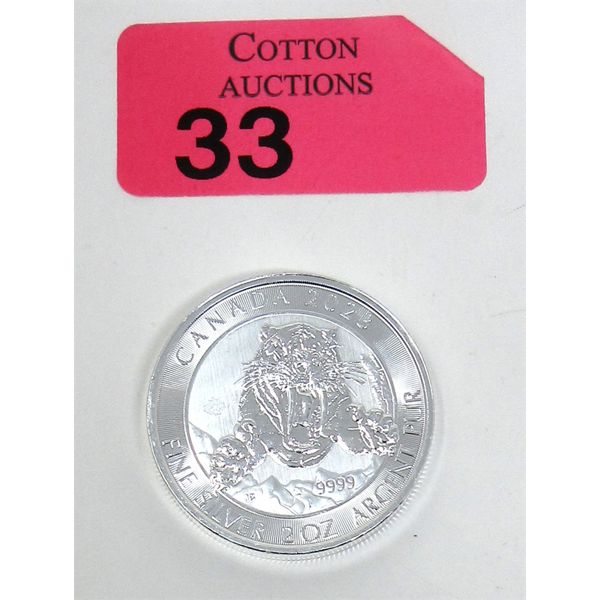 COTTON
AUCTIONS
33
CANADA 2023
9999
FINE SILVER 2 OZ ARGENT PUR